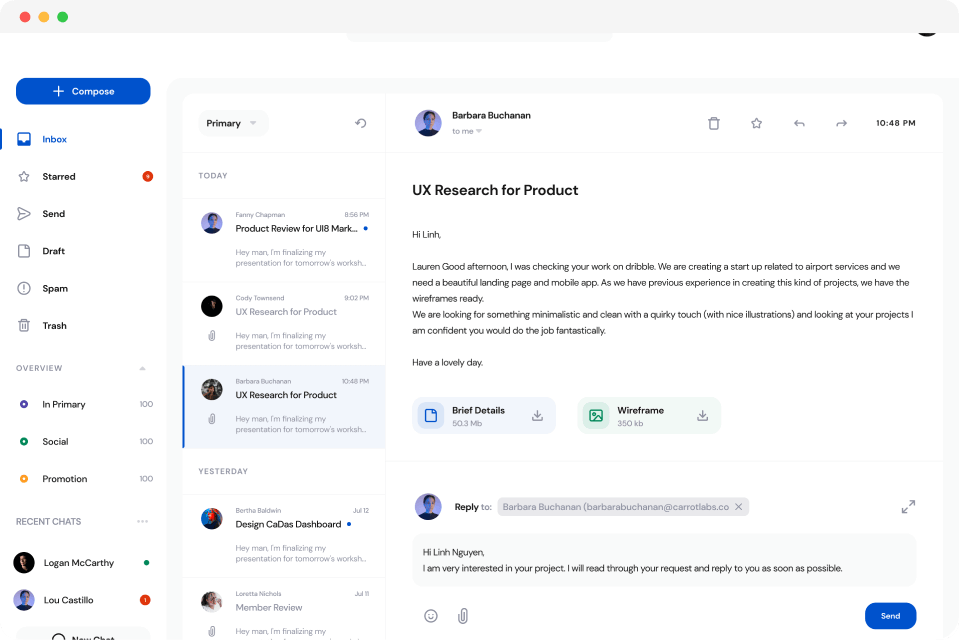 Compose
Inbox
Starred
9
Send
Draft
Spam
Trash
OVERVIEW
In Primary 100
Social 100
Promotion 100
RECENT CHATS
Logan McCarthy
Lou Castillo 1
New Chat
Primary
TODAY
Fanny Chapman 8:56 PM
Product Review for UI8 Mark...
Hey man, I'm finalizing my
presentation for tomorrow's worksh...
Cody Townsend 9:02 PM
UX Research for Product
Hey man, I'm finalizing my
presentation for tomorrow's worksh...
Barbara Buchanan 10:48 PM
UX Research for Product
Hey man, I'm finalizing my
presentation for tomorrow's worksh...
YESTERDAY
Bertha Baldwin Jul 12
Design CaDas Dashboard
Hey man, I'm finalizing my
presentation for tomorrow's worksh...
Loretta Nichols Jul 11
Member Review
Hey man, I'm finalizing my
presentation for tomorrow's worksh...
Barbara Buchanan
to me
10:48 PM
UX Research for Product
Hi Linh,
Lauren Good afternoon, I was checking your work on dribble. We are creating a start up related to airport services and we
need a beautiful landing page and mobile app. As we have previous experience in creating this kind of projects, we have the
wireframes ready.
We are looking for something minimalistic and clean with a quirky touch (with nice illustrations) and looking at your projects I
am confident you would do the job fantastically.
Have a lovely day.
Brief Details
50.3 Mb
Wireframe
350 kb
Reply to: Barbara Buchanan (barbarabuchanan@carrotlabs.co
Hi Linh Nguyen,
I am very interested in your project. I will read through your request and reply to you as soon as possible.
Send